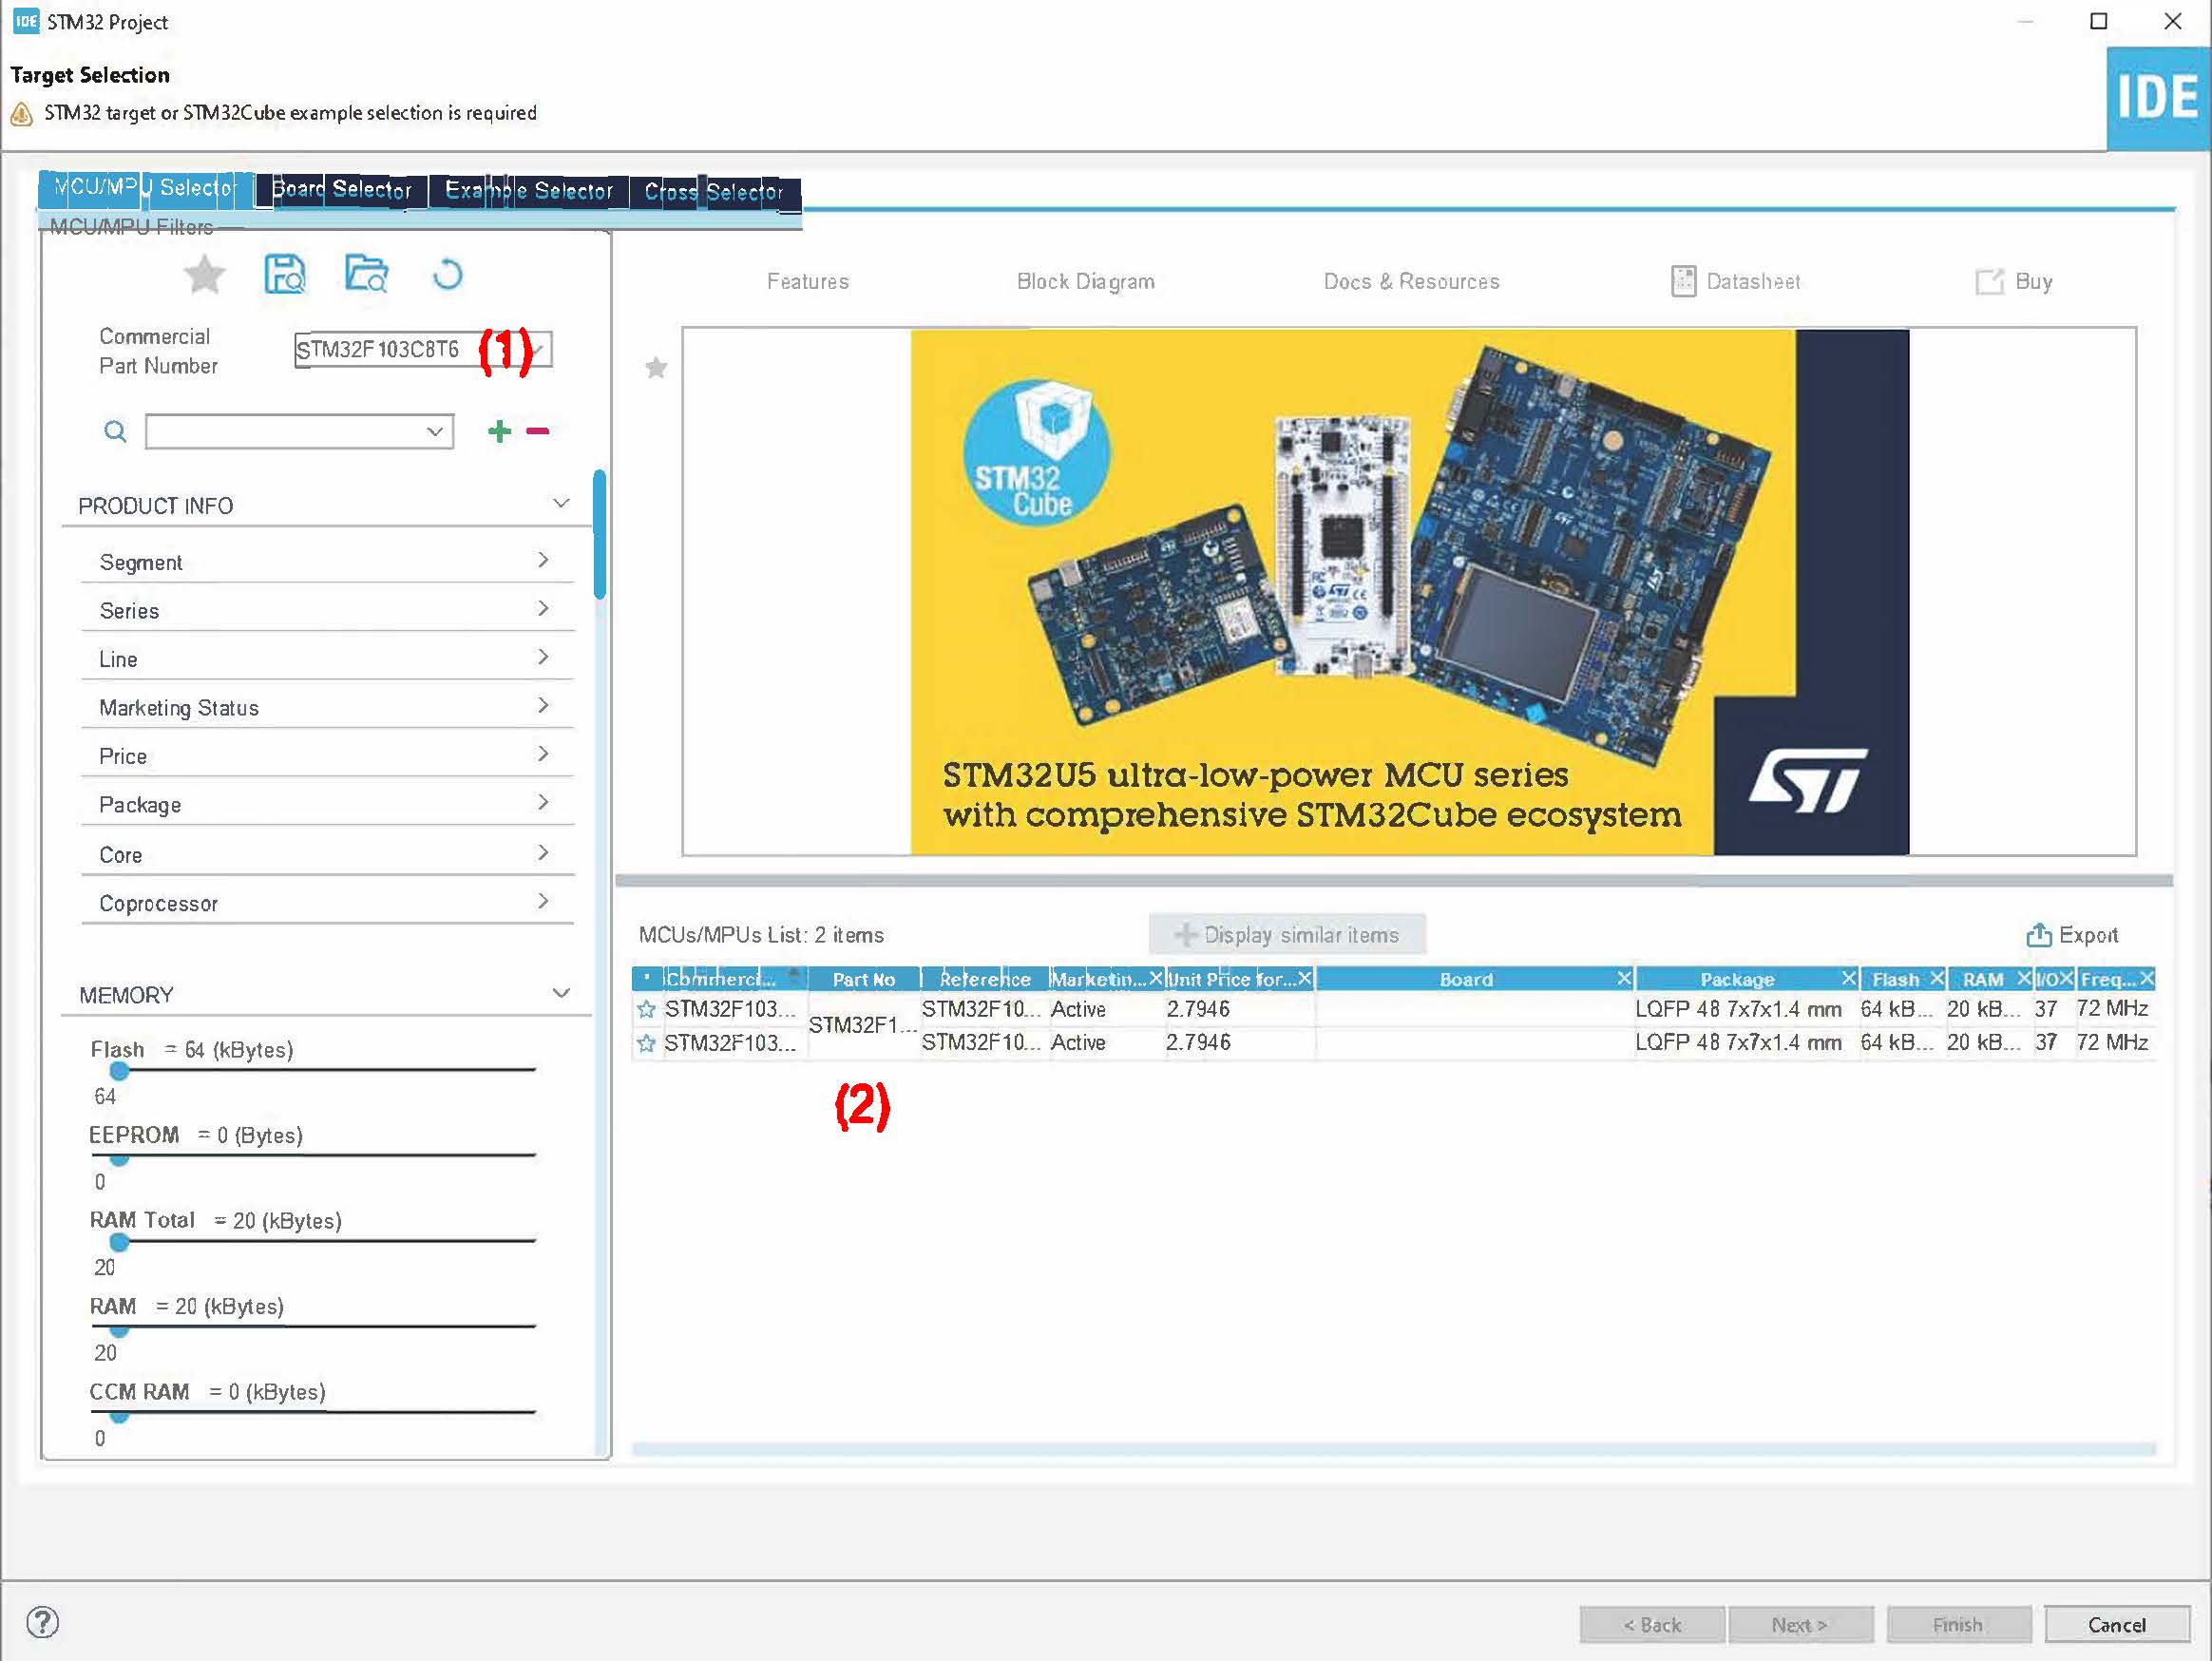 IDE STM32 Project
Target Selection
STM32 target or STM32Cube example selection is required
IDE
MCU/MPU Selector Board Selector Example Selector Cross Selector
MCU/MPU Filters
Commercial
Part Number
STM32F103C8T6 (1)
PRODUCT INFO
Segment
Series
Line
Marketing Status
Price
Package
Core
Coprocessor
MEMORY
Flash = 64 (kBytes)
64
EEPROM = 0 (Bytes)
0
RAM Total = 20 (kBytes)
20
RAM = 20 (kBytes)
20
CCM RAM = 0 (kBytes)
0
Features Block Diagram Docs & Resources Datasheet Buy
STM32
Cube
STM32U5 ultra-low-power MCU series
with comprehensive STM32Cube ecosystem
ST
MCUs/MPUs List: 2 items + Display similar items Export
* Commerci... Part No Reference Marketin... X Unit Price for... X Board X Package X Flash X RAM X I/O X Freq... X
STM32F103... STM32F1... STM32F10... Active 2.7946 LQFP 48 7x7x1.4 mm 64 kB... 20 kB... 37 72 MHz
STM32F103... STM32F10... Active 2.7946 LQFP 48 7x7x1.4 mm 64 kB... 20 kB... 37 72 MHz
(2)
? < Back Next > Finish Cancel